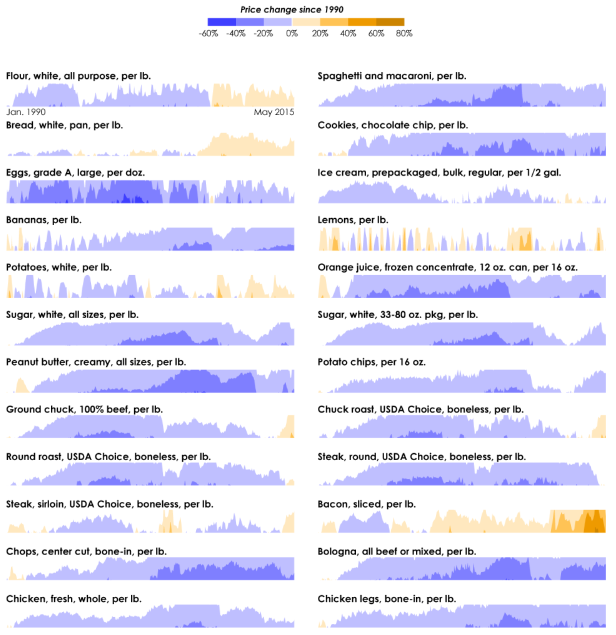 Price change since 1990
-60% -40% -20% 0% 20% 40% 60% 80%
Flour, white, all purpose, per lb.
Jan. 1990 May 2015
Spaghetti and macaroni, per lb.
Bread, white, pan, per lb.
Cookies, chocolate chip, per lb.
Eggs, grade A, large, per doz.
Ice cream, prepackaged, bulk, regular, per 1/2 gal.
Bananas, per lb.
Lemons, per lb.
Potatoes, white, per lb.
Orange juice, frozen concentrate, 12 oz. can, per 16 oz.
Sugar, white, all sizes, per lb.
Sugar, white, 33-80 oz. pkg, per lb.
Peanut butter, creamy, all sizes, per lb.
Potato chips, per 16 oz.
Ground chuck, 100% beef, per lb.
Chuck roast, USDA Choice, boneless, per lb.
Round roast, USDA Choice, boneless, per lb.
Steak, round, USDA Choice, boneless, per lb.
Steak, sirloin, USDA Choice, boneless, per lb.
Bacon, sliced, per lb.
Chops, center cut, bone-in, per lb.
Bologna, all beef or mixed, per lb.
Chicken, fresh, whole, per lb.
Chicken legs, bone-in, per lb.